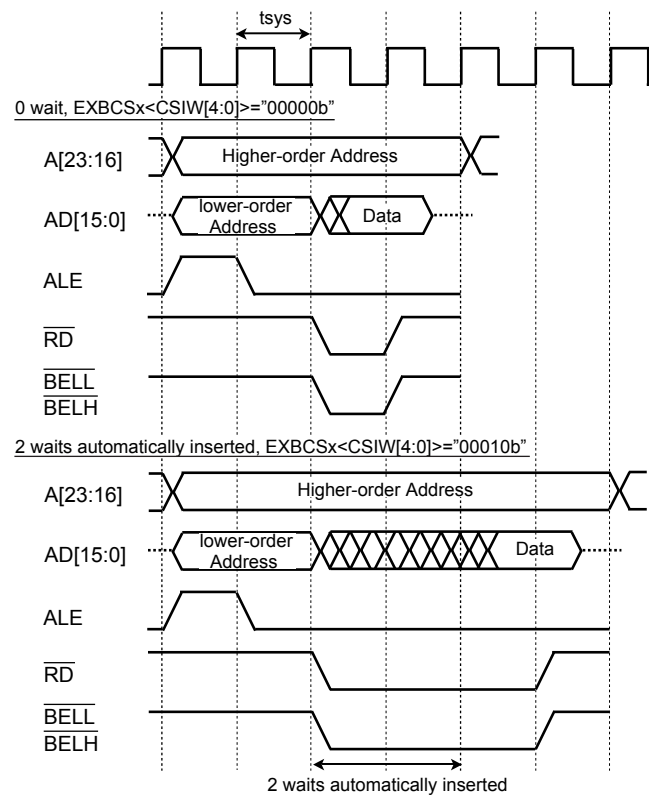 tsys
0 wait, EXBCSx<CSIW[4:0]>="00000b"
A[23:16]
Higher-order Address
AD[15:0]
lower-order
Address
Data
ALE
RD
BELL
BELH
2 waits automatically inserted, EXBCSx<CSIW[4:0]>="00010b"
A[23:16]
Higher-order Address
AD[15:0]
lower-order
Address
Data
ALE
RD
BELL
BELH
2 waits automatically inserted